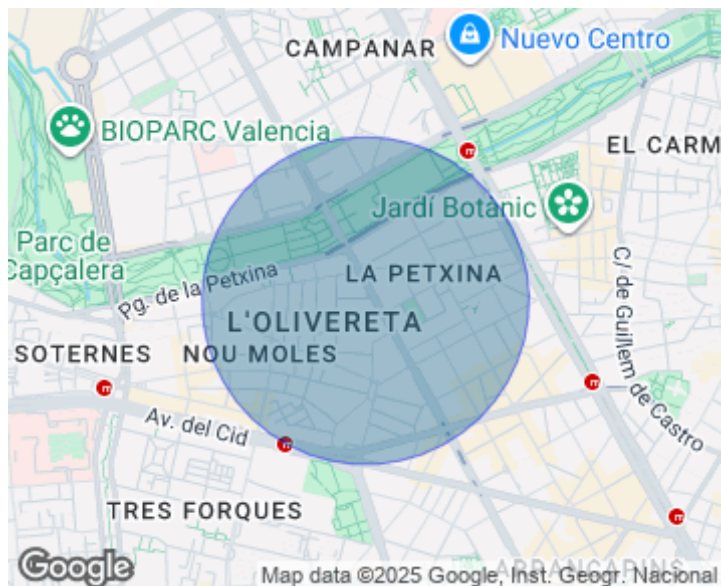 CAMPANAR
Nuevo Centro
BIOPARC Valencia
EL CARM
Jardí Botànic
Parc de
Capçalera
Pg. de la Petxina
LA PETXINA
L'OLIVERETA
SOTERNES
NOU MOLES
C/ de Guillem de Castro
Av. del Cid
TRES FORQUES
ARRANCAPINS
Google
Map data ©2025 Google, Inst. Geogr. Nacional